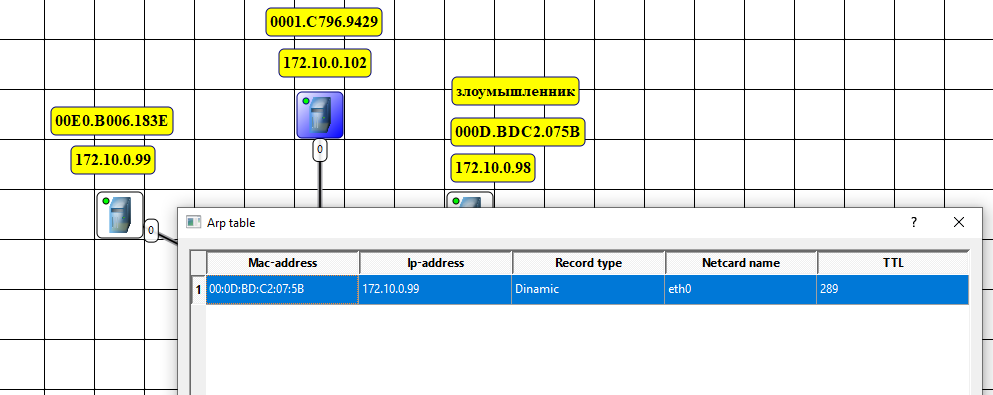 0001.C796.9429
172.10.0.102
злоумышленник
00E0.B006.183E
000D.BDC2.075B
172.10.0.99
172.10.0.98
0
0
Arp table
? ×
Mac-address Ip-address Record type Netcard name TTL
1 00:0D:BD:C2:07:5B 172.10.0.99 Dinamic eth0 289